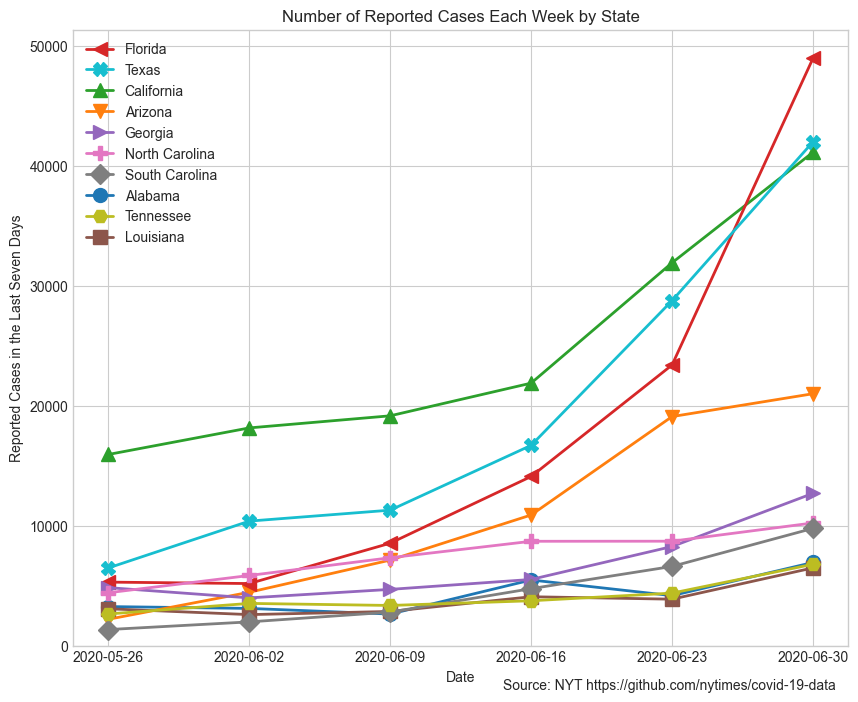 Number of Reported Cases Each Week by State
50000
40000
30000
20000
10000
0
Reported Cases in the Last Seven Days
Florida
Texas
California
Arizona
Georgia
North Carolina
South Carolina
Alabama
Tennessee
Louisiana
2020-05-26
2020-06-02
2020-06-09
2020-06-16
2020-06-23
2020-06-30
Date
Source: NYT https://github.com/nytimes/covid-19-data